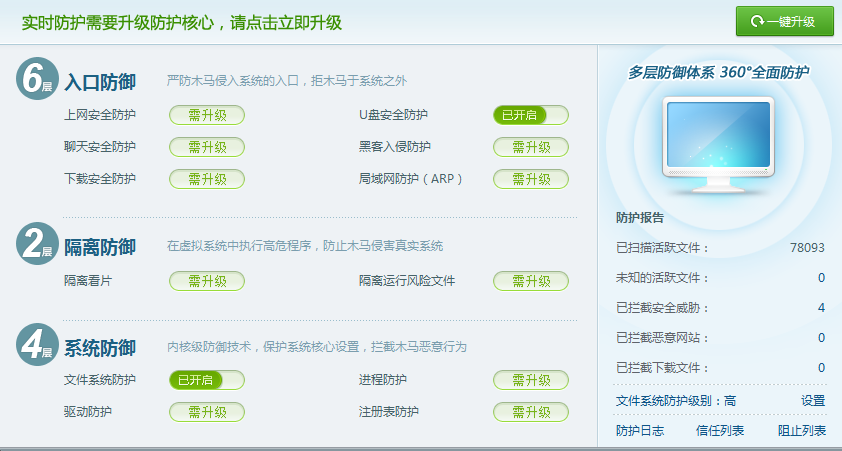 实时防护需要升级防护核心，请点击立即升级
一键升级
6层 入口防御 严防木马侵入系统的入口，拒木马于系统之外
上网安全防护 需升级 U盘安全防护 已开启
聊天安全防护 需升级 黑客入侵防护 需升级
下载安全防护 需升级 局域网防护（ARP） 需升级
2层 隔离防御 在虚拟系统中执行高危程序，防止木马侵害真实系统
隔离看片 需升级 隔离运行风险文件 需升级
4层 系统防御 内核级防御技术，保护系统核心设置，拦截木马恶意行为
文件系统防护 已开启 进程防护 需升级
驱动防护 需升级 注册表防护 需升级
多层防御体系 360°全面防护
防护报告
已扫描活跃文件： 78093
未知的活跃文件： 0
已拦截安全威胁： 4
已拦截恶意网站： 0
已拦截下载文件： 0
文件系统防护级别：高 设置
防护日志 信任列表 阻止列表